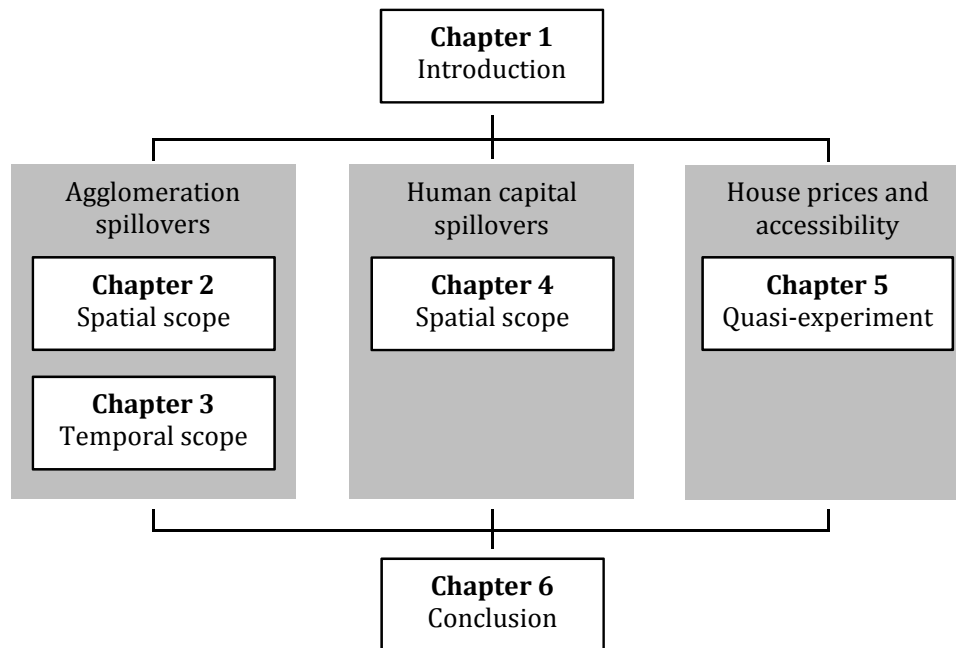 Chapter 1
Introduction
Agglomeration
spillovers
Chapter 2
Spatial scope
Chapter 3
Temporal scope
Human capital
spillovers
Chapter 4
Spatial scope
House prices and
accessibility
Chapter 5
Quasi-experiment
Chapter 6
Conclusion